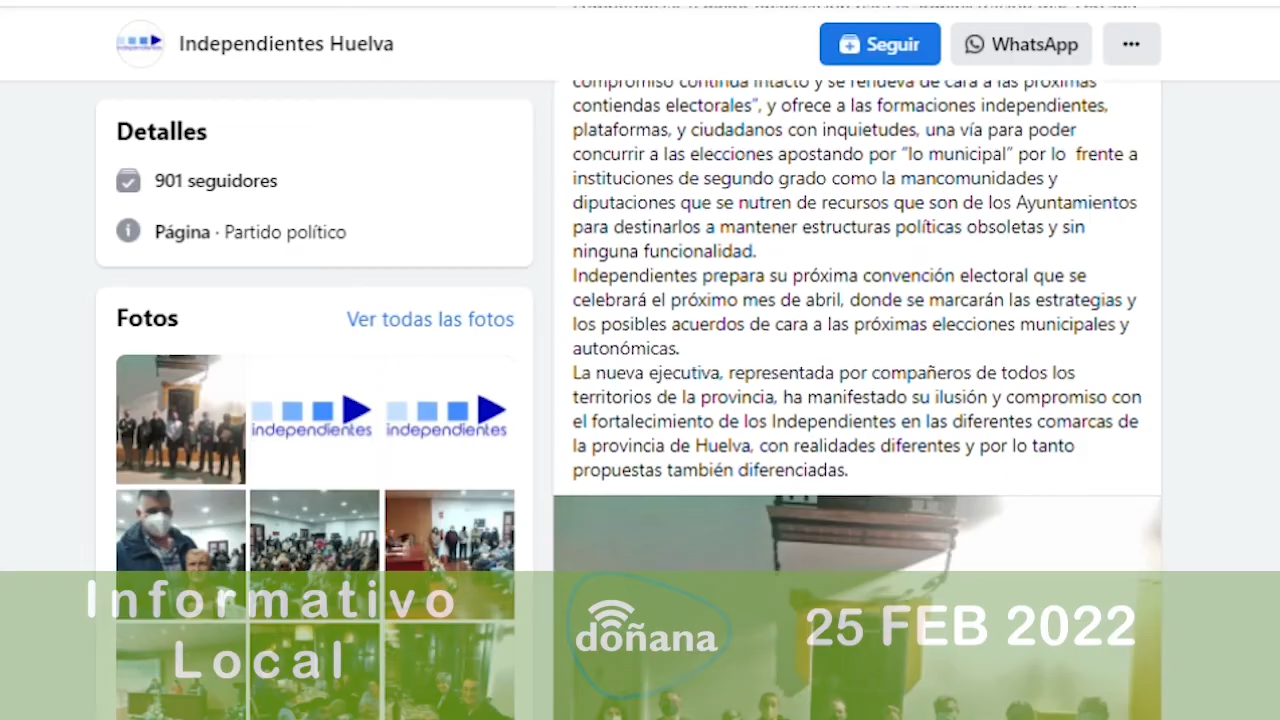 Independientes Huelva
Seguir
WhatsApp
Detalles
901 seguidores
Página · Partido político
Fotos
Ver todas las fotos
independientes
independientes
compromiso continua intacto y se renueva de cara a las próximas
contiendas electorales”, y ofrece a las formaciones independientes,
plataformas, y ciudadanos con inquietudes, una vía para poder
concurrir a las elecciones apostando por “lo municipal” por lo  frente a
instituciones de segundo grado como la mancomunidades y
diputaciones que se nutren de recursos que son de los Ayuntamientos
para destinarlos a mantener estructuras políticas obsoletas y sin
ninguna funcionalidad.
Independientes prepara su próxima convención electoral que se
celebrará el próximo mes de abril, donde se marcarán las estrategias y
los posibles acuerdos de cara a las próximas elecciones municipales y
autonómicas.
La nueva ejecutiva, representada por compañeros de todos los
territorios de la provincia, ha manifestado su ilusión y compromiso con
el fortalecimiento de los Independientes en las diferentes comarcas de
la provincia de Huelva, con realidades diferentes y por lo tanto
propuestas también diferenciadas.
Informativo
Local
doñana
25 FEB 2022